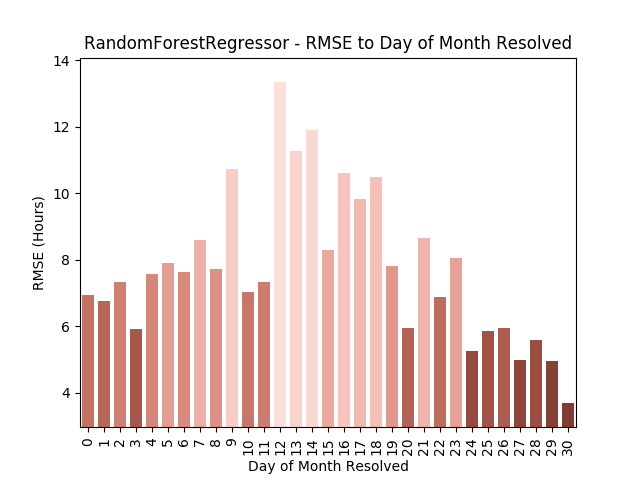 RandomForestRegressor - RMSE to Day of Month Resolved
14
12
10
8
6
4
RMSE (Hours)
0 1 2 3 4 5 6 7 8 9 10 11 12 13 14 15 16 17 18 19 20 21 22 23 24 25 26 27 28 29 30
Day of Month Resolved